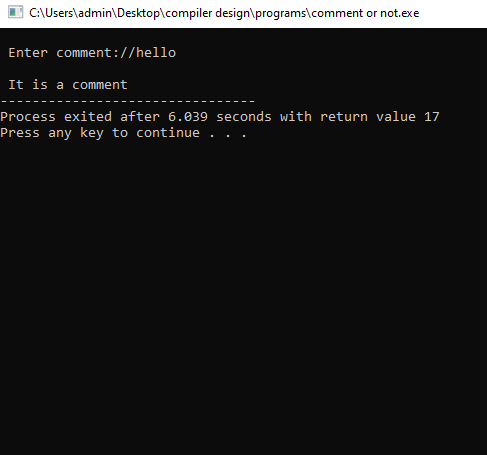 C:\Users\admin\Desktop\compiler design\programs\comment or not.exe
Enter comment://hello
It is a comment
--------------------------------
Process exited after 6.039 seconds with return value 17
Press any key to continue . . .